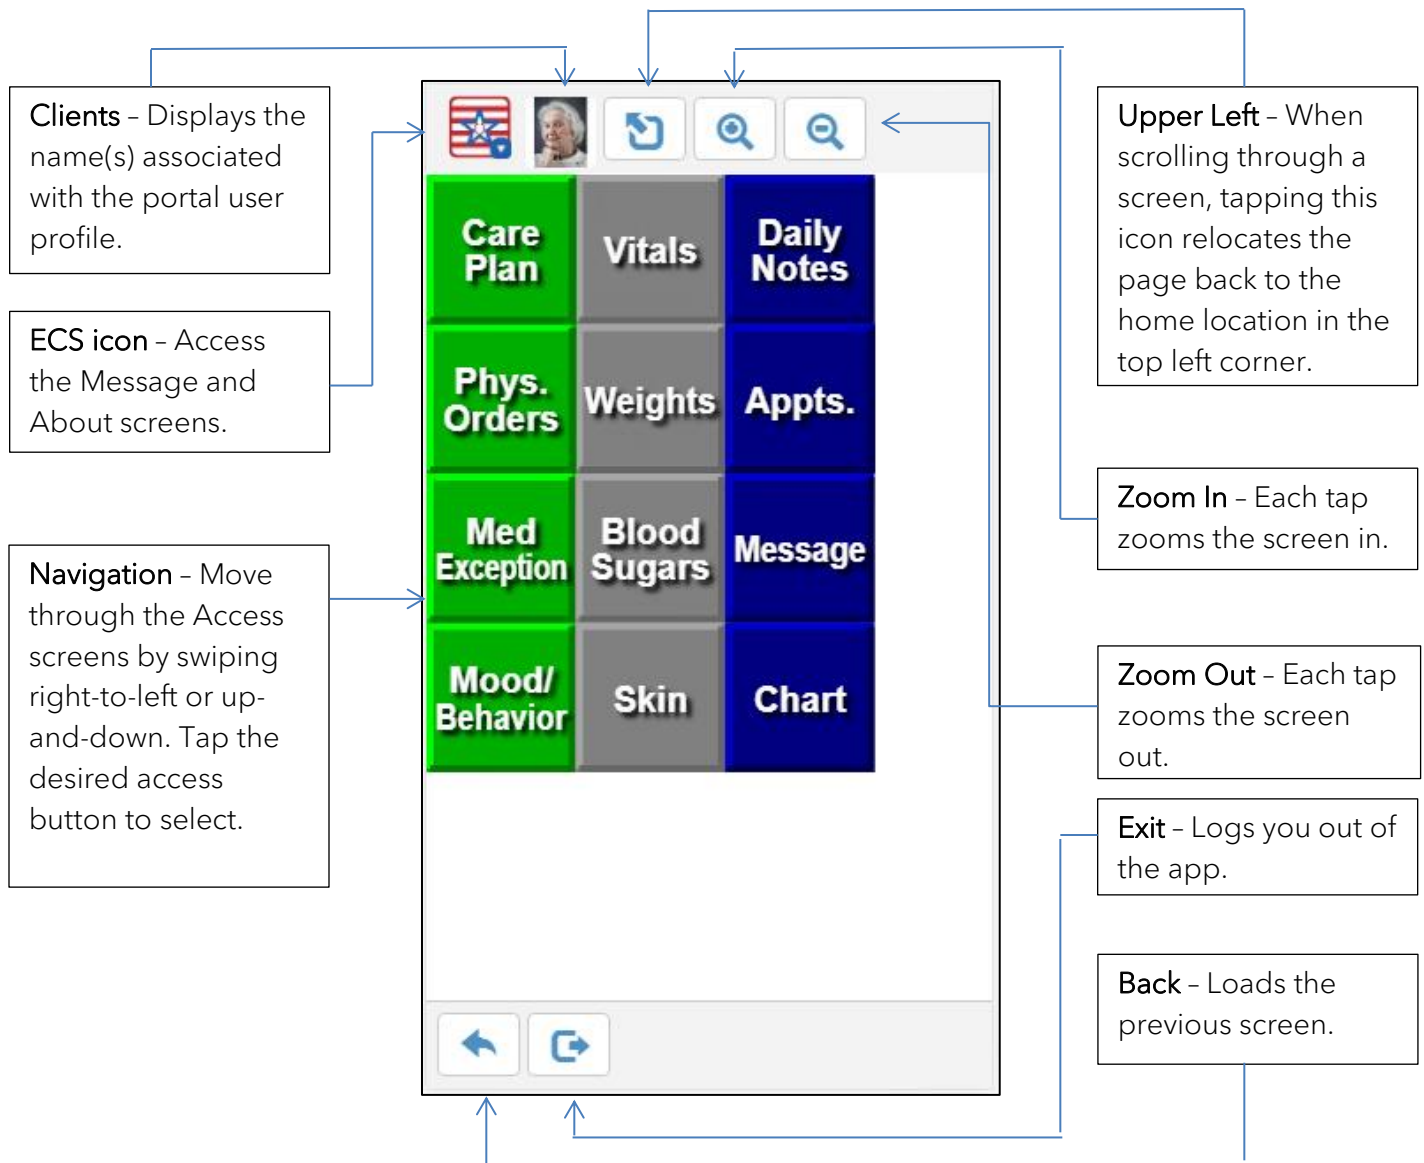 Clients – Displays the
name(s) associated
with the portal user
profile.
ECS icon – Access
the Message and
About screens.
Navigation – Move
through the Access
screens by swiping
right-to-left or up-
and-down. Tap the
desired access
button to select.
Care
Plan
Vitals
Daily
Notes
Phys.
Orders
Weights
Appts.
Med
Exception
Blood
Sugars
Message
Mood/
Behavior
Skin
Chart
Upper Left – When
scrolling through a
screen, tapping this
icon relocates the
page back to the
home location in the
top left corner.
Zoom In – Each tap
zooms the screen in.
Zoom Out – Each tap
zooms the screen
out.
Exit – Logs you out of
the app.
Back – Loads the
previous screen.